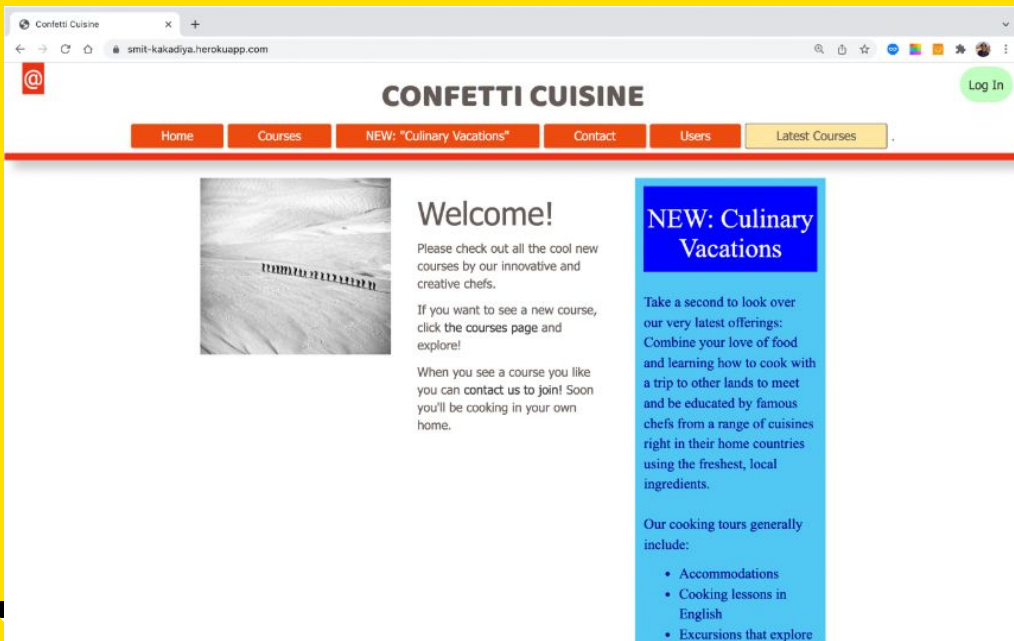 Confetti Cuisine
smit-kakadiya.herokuapp.com
@
Log In
CONFETTI CUISINE
Home Courses NEW: "Culinary Vacations" Contact Users Latest Courses .
Welcome!
Please check out all the cool new
courses by our innovative and
creative chefs.
If you want to see a new course,
click the courses page and
explore!
When you see a course you like
you can contact us to join! Soon
you'll be cooking in your own
home.
NEW: Culinary
Vacations
Take a second to look over
our very latest offerings:
Combine your love of food
and learning how to cook with
a trip to other lands to meet
and be educated by famous
chefs from a range of cuisines
right in their home countries
using the freshest, local
ingredients.
Our cooking tours generally
include:
• Accommodations
• Cooking lessons in
English
• Excursions that explore